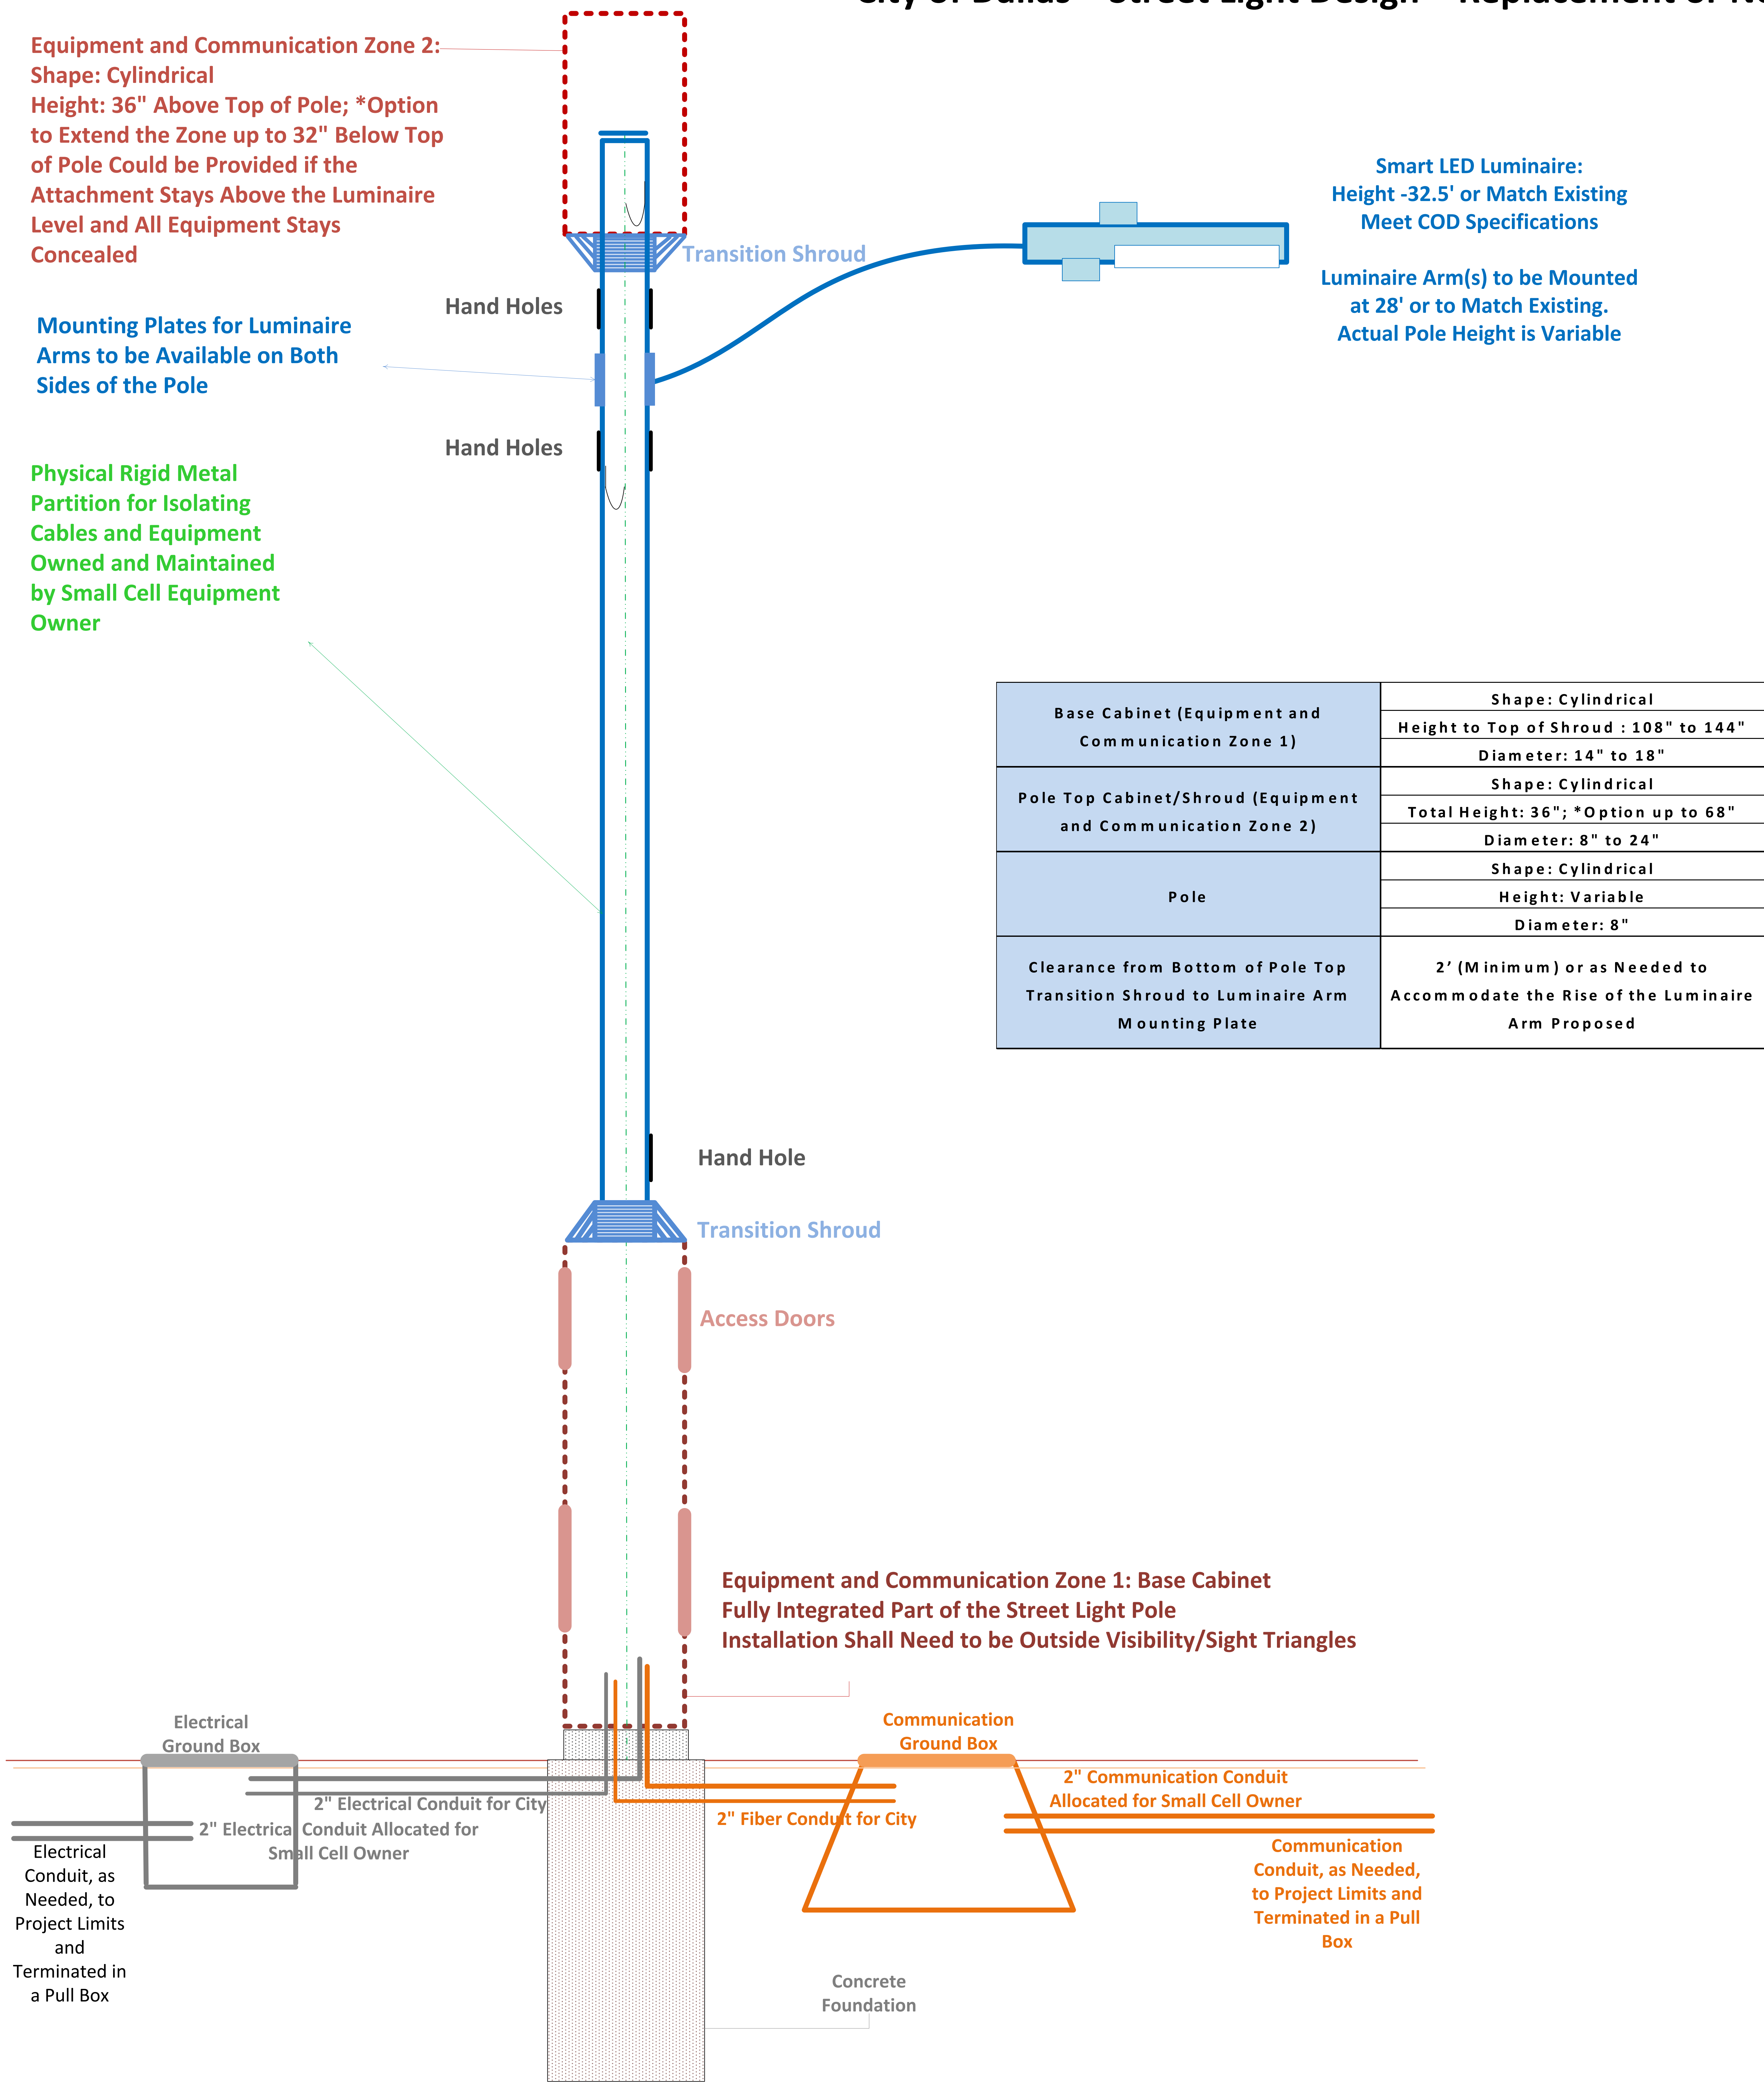 City of Dallas – Street Light Design – Replacement or
Equipment and Communication Zone 2:
Shape: Cylindrical
Height: 36" Above Top of Pole; *Option
to Extend the Zone up to 32" Below Top
of Pole Could be Provided if the
Attachment Stays Above the Luminaire
Level and All Equipment Stays
Concealed
Smart LED Luminaire:
Height -32.5' or Match Existing
Meet COD Specifications
Luminaire Arm(s) to be Mounted
at 28' or to Match Existing.
Actual Pole Height is Variable
Transition Shroud
Hand Holes
Mounting Plates for Luminaire
Arms to be Available on Both
Sides of the Pole
Hand Holes
Physical Rigid Metal
Partition for Isolating
Cables and Equipment
Owned and Maintained
by Small Cell Equipment
Owner
Base Cabinet (Equipment and
Communication Zone 1)
Shape: Cylindrical
Height to Top of Shroud : 108" to 144"
Diameter: 14" to 18"
Pole Top Cabinet/Shroud (Equipment
and Communication Zone 2)
Shape: Cylindrical
Total Height: 36"; *Option up to 68"
Diameter: 8" to 24"
Pole
Shape: Cylindrical
Height: Variable
Diameter: 8"
Clearance from Bottom of Pole Top
Transition Shroud to Luminaire Arm
Mounting Plate
2’ (Minimum) or as Needed to
Accommodate the Rise of the Luminaire
Arm Proposed
Hand Hole
Transition Shroud
Access Doors
Equipment and Communication Zone 1: Base Cabinet
Fully Integrated Part of the Street Light Pole
Installation Shall Need to be Outside Visibility/Sight Triangles
Electrical
Ground Box
Communication
Ground Box
2" Electrical Conduit for City
2" Electrical Conduit Allocated for
Small Cell Owner
2" Fiber Conduit for City
2" Communication Conduit
Allocated for Small Cell Owner
Electrical
Conduit, as
Needed, to
Project Limits
and
Terminated in
a Pull Box
Communication
Conduit, as Needed,
to Project Limits and
Terminated in a Pull
Box
Concrete
Foundation